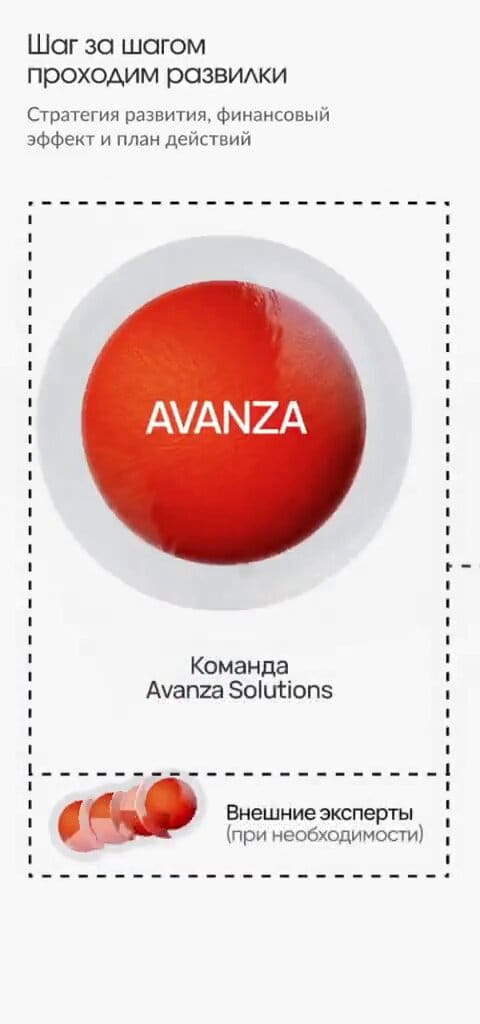 Шаг за шагом
проходим развилки
Стратегия развития, финансовый
эффект и план действий
AVANZA
Команда
Avanza Solutions
Внешние эксперты
(при необходимости)